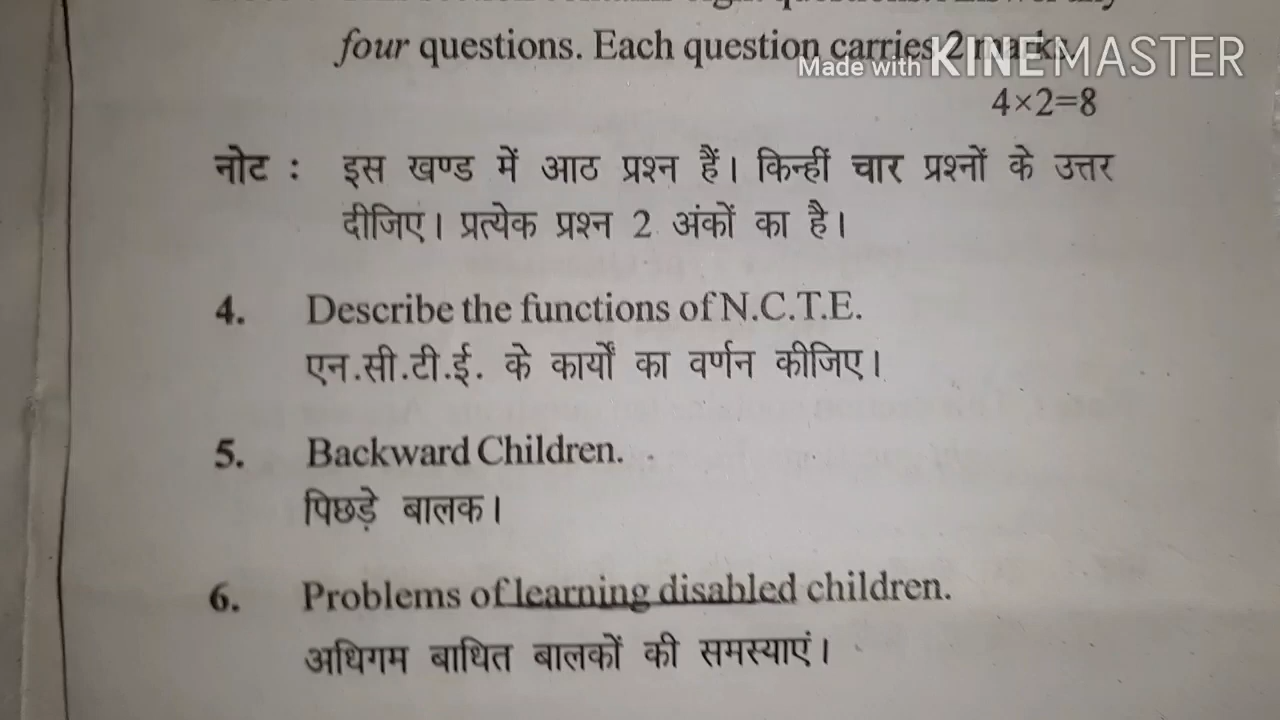 four questions. Each question carries 2 marks.
Made with KINEMASTER
4×2=8
नोट : इस खण्ड में आठ प्रश्न हैं। किन्हीं चार प्रश्नों के उत्तर
दीजिए। प्रत्येक प्रश्न 2 अंकों का है।
4. Describe the functions of N.C.T.E.
एन.सी.टी.ई. के कार्यों का वर्णन कीजिए।
5. Backward Children.
पिछड़े बालक।
6. Problems of learning disabled children.
अधिगम बाधित बालकों की समस्याएं।